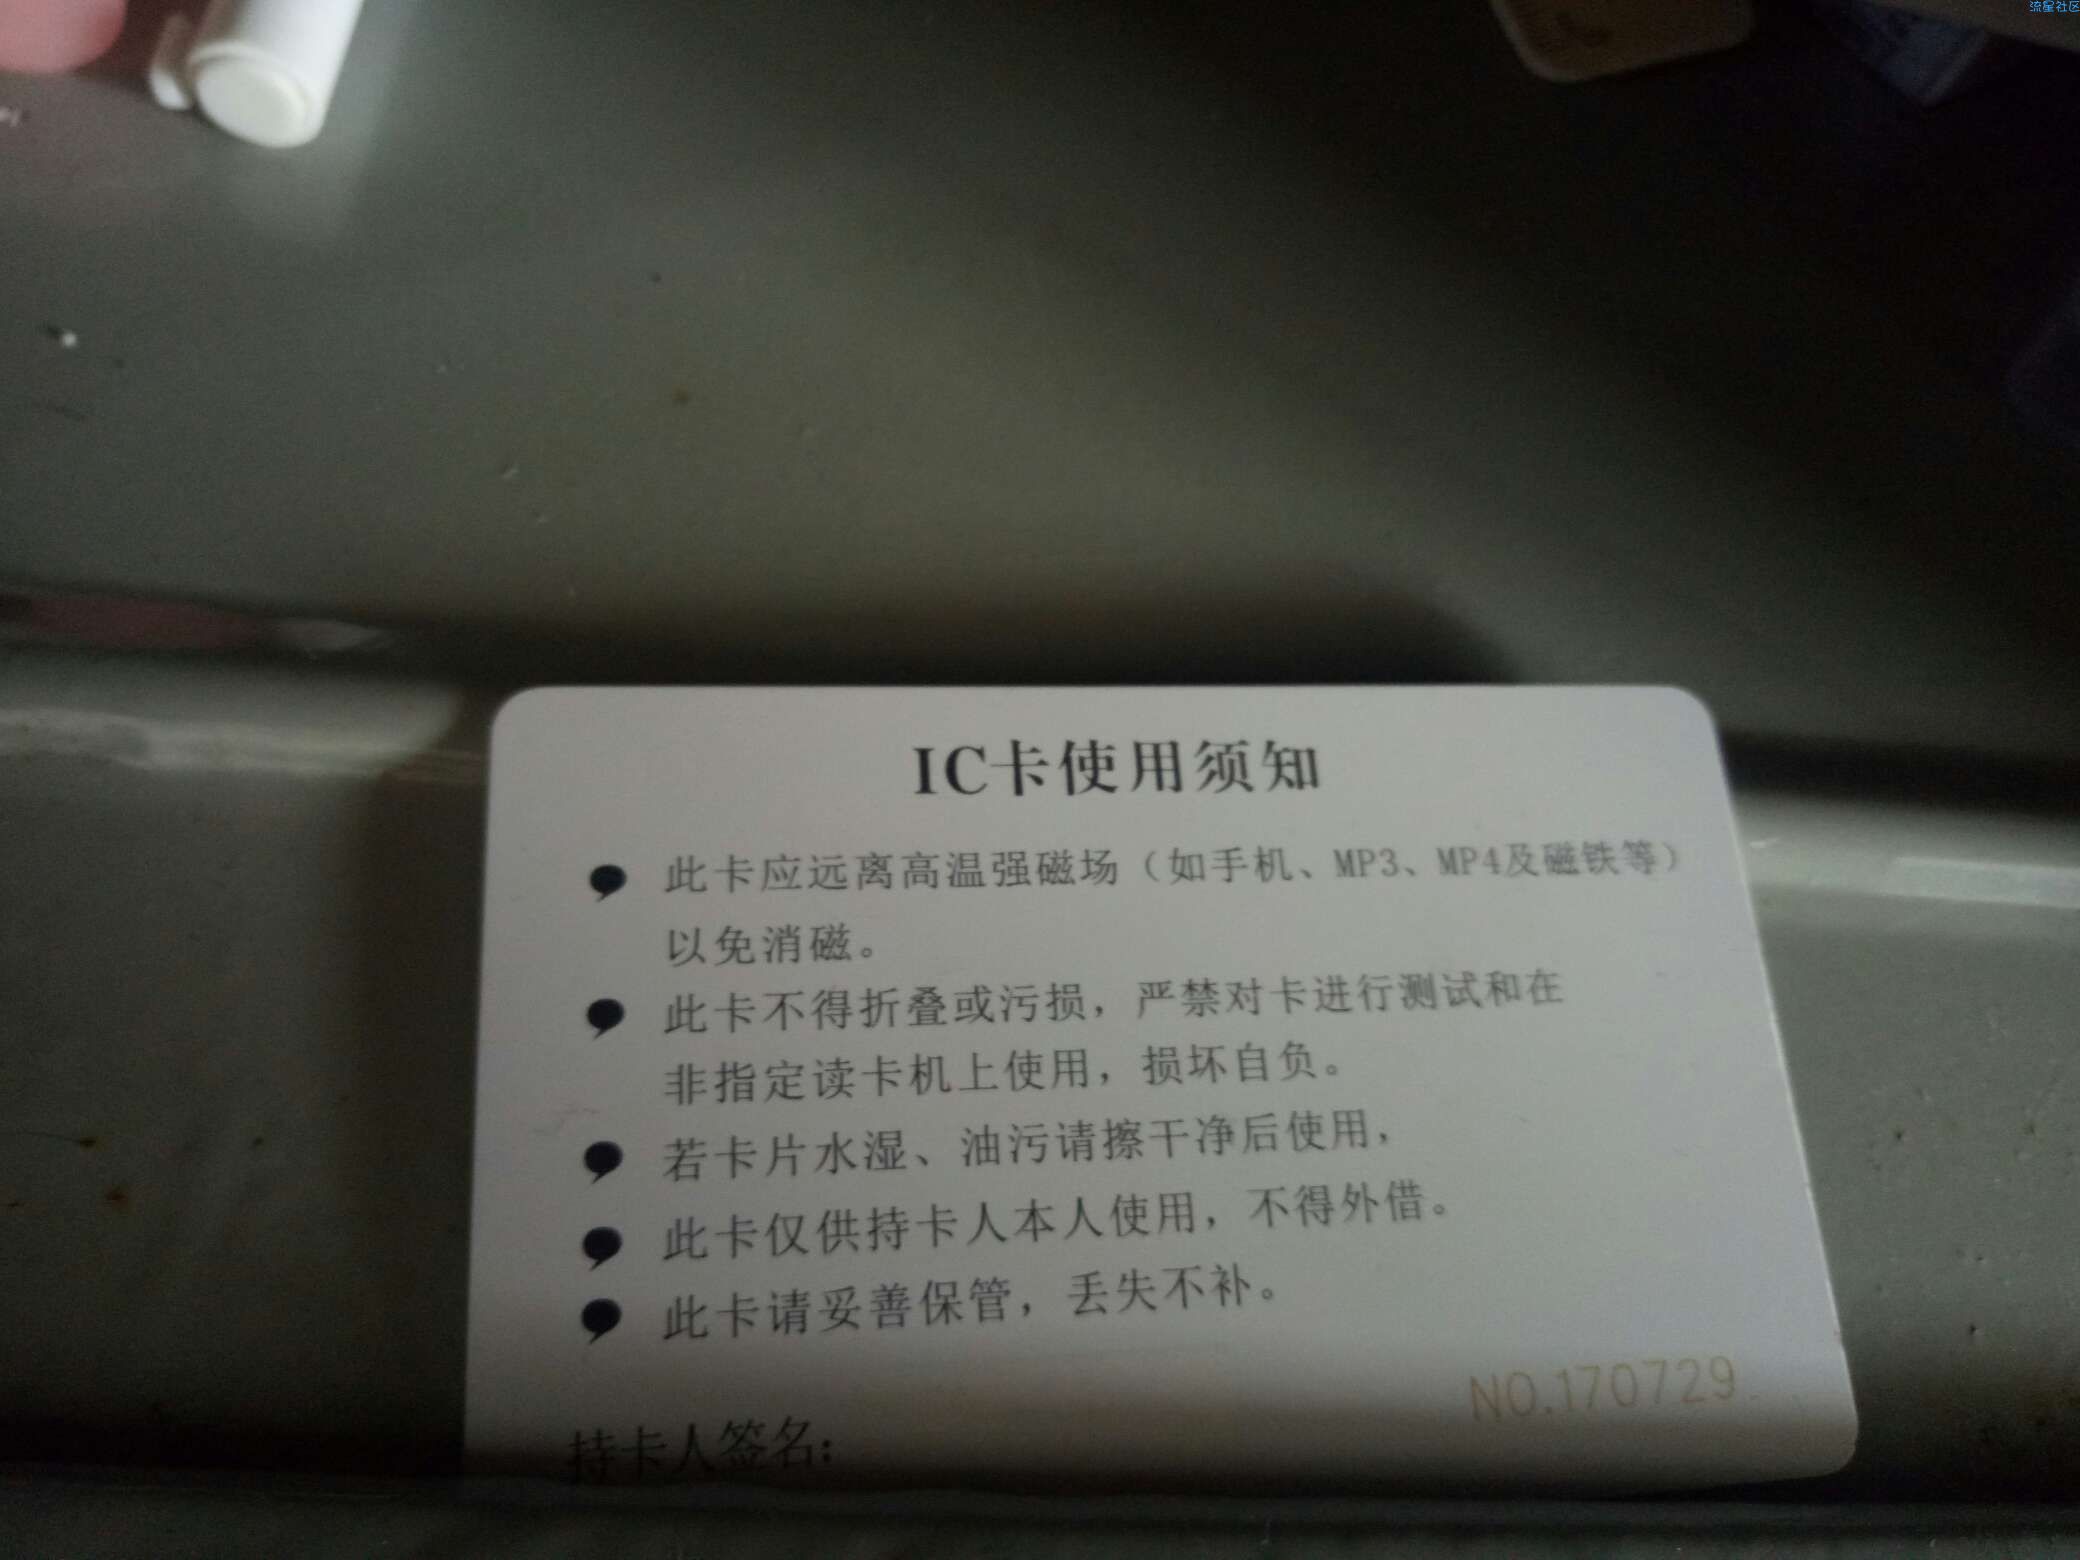 流星社区
IC卡使用须知
此卡应远离高温强磁场（如手机、MP3、MP4及磁铁等）
以免消磁。
此卡不得折叠或污损，严禁对卡进行测试和在
非指定读卡机上使用，损坏自负。
若卡片水湿、油污请擦干净后使用，
此卡仅供持卡人本人使用，不得外借。
此卡请妥善保管，丢失不补。
NO.170729
持卡人签名：